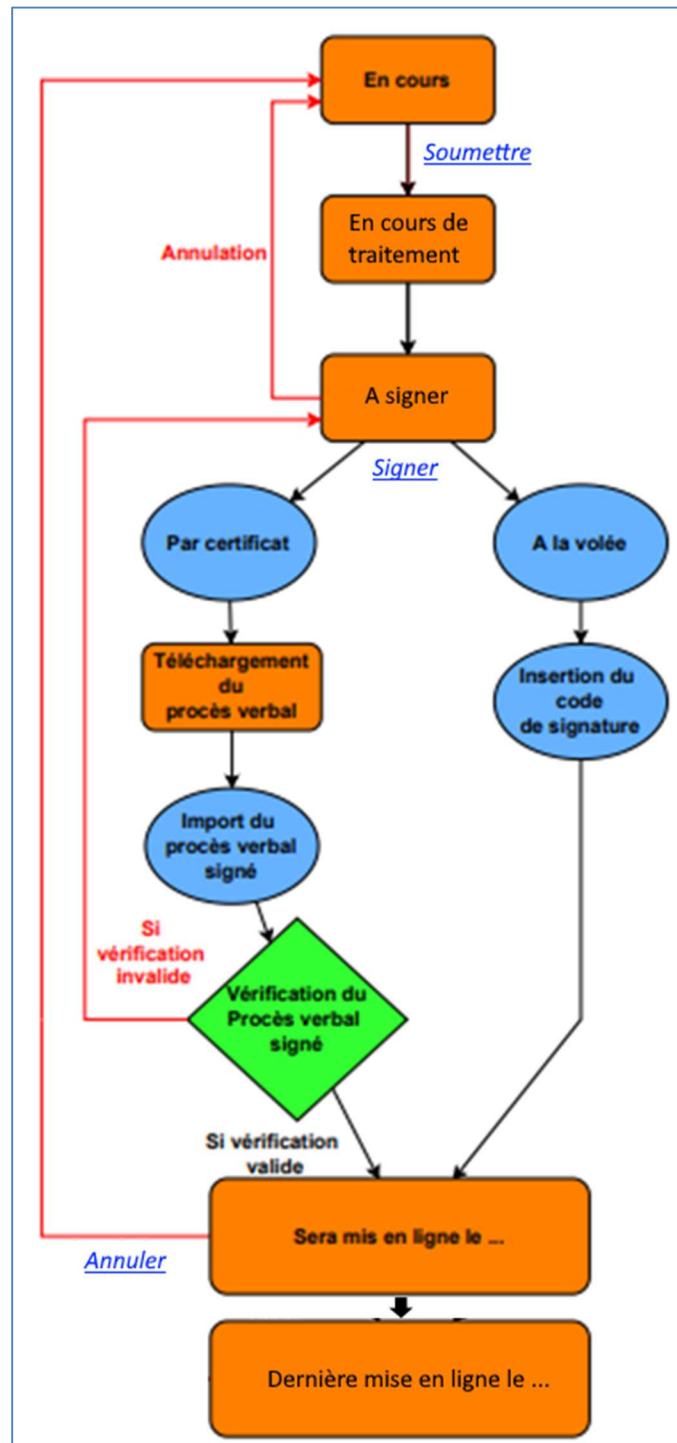 En cours
Soumettre
En cours de
traitement
Annulation
A signer
Signer
Par certificat
A la volée
Téléchargement
du
procès verbal
Insertion du
code
de signature
Import du
procès verbal
signé
Si
vérification
invalide
Vérification du
Procès verbal
signé
Si vérification
valide
Sera mis en ligne le ...
Annuler
Dernière mise en ligne le ...